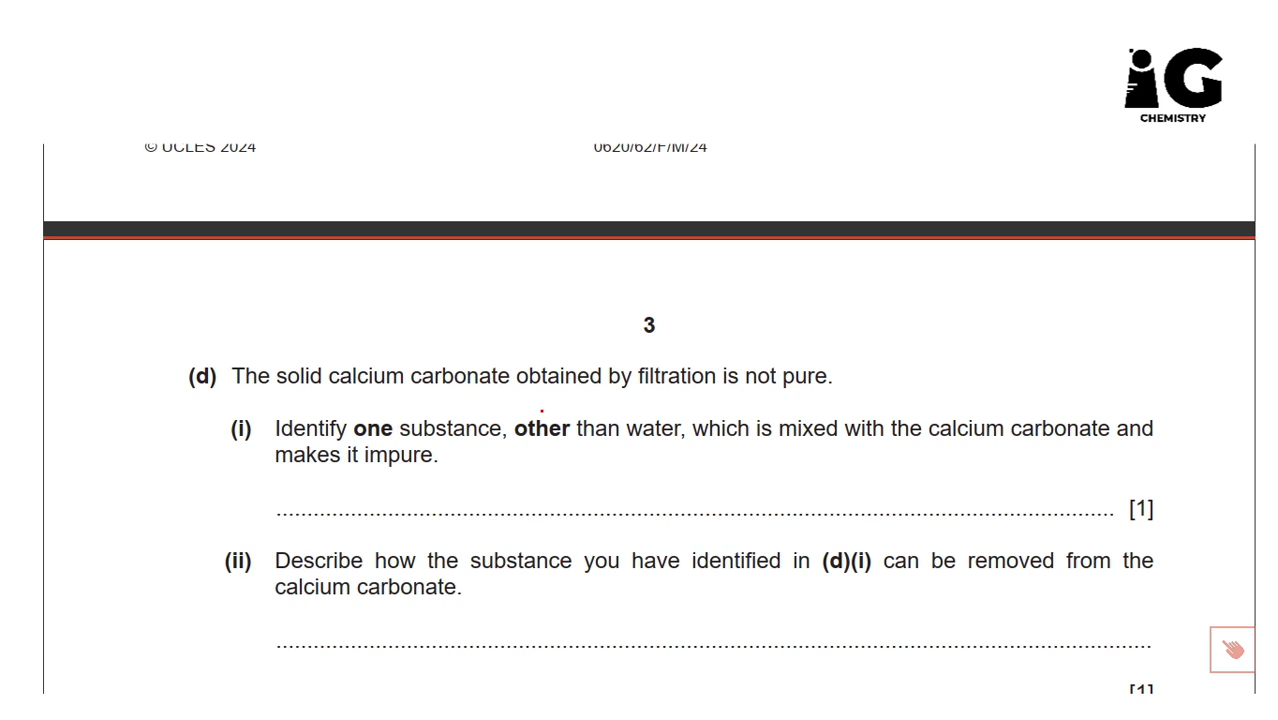 iG
CHEMISTRY
© UCLES 2024 0620/62/F/M/24
3
(d) The solid calcium carbonate obtained by filtration is not pure.
(i) Identify one substance, other than water, which is mixed with the calcium carbonate and
makes it impure.
.................................................................................................................................. [1]
(ii) Describe how the substance you have identified in (d)(i) can be removed from the
calcium carbonate.
..........................................................................................................................................
[1]